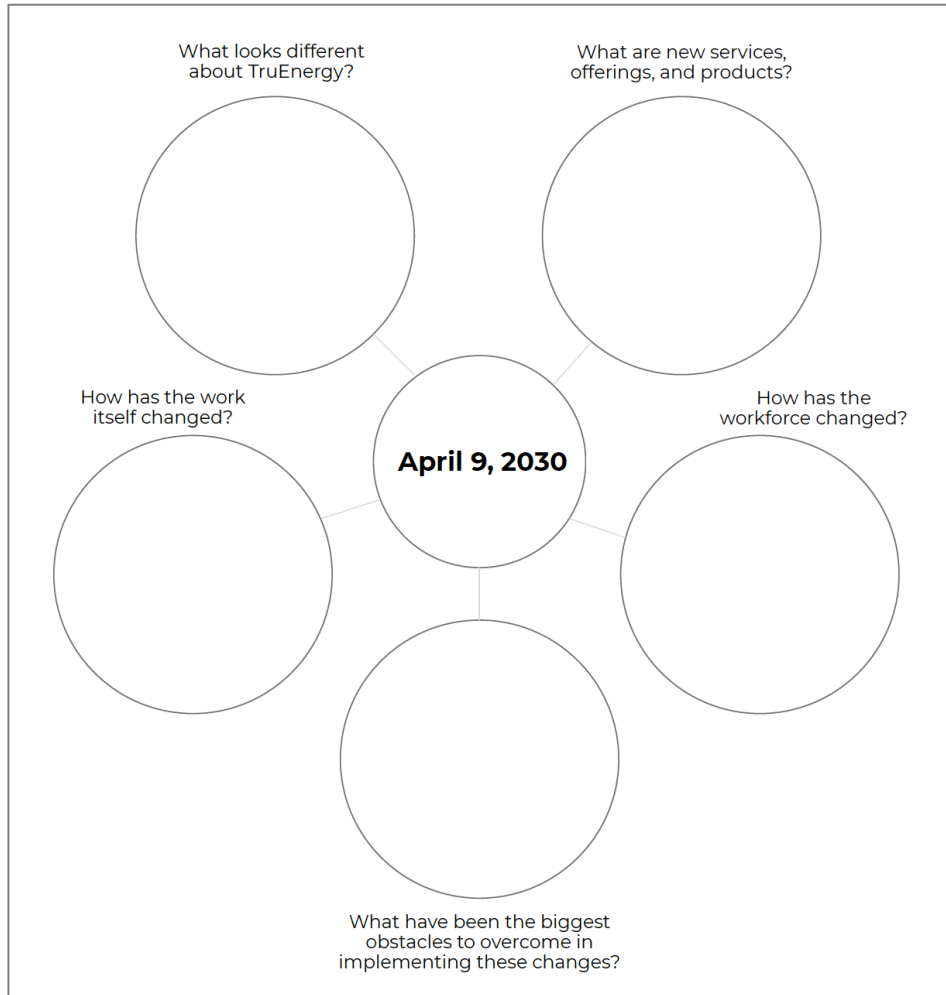 What looks different
about TruEnergy?
What are new services,
offerings, and products?
How has the work
itself changed?
How has the
workforce changed?
April 9, 2030
What have been the biggest
obstacles to overcome in
implementing these changes?